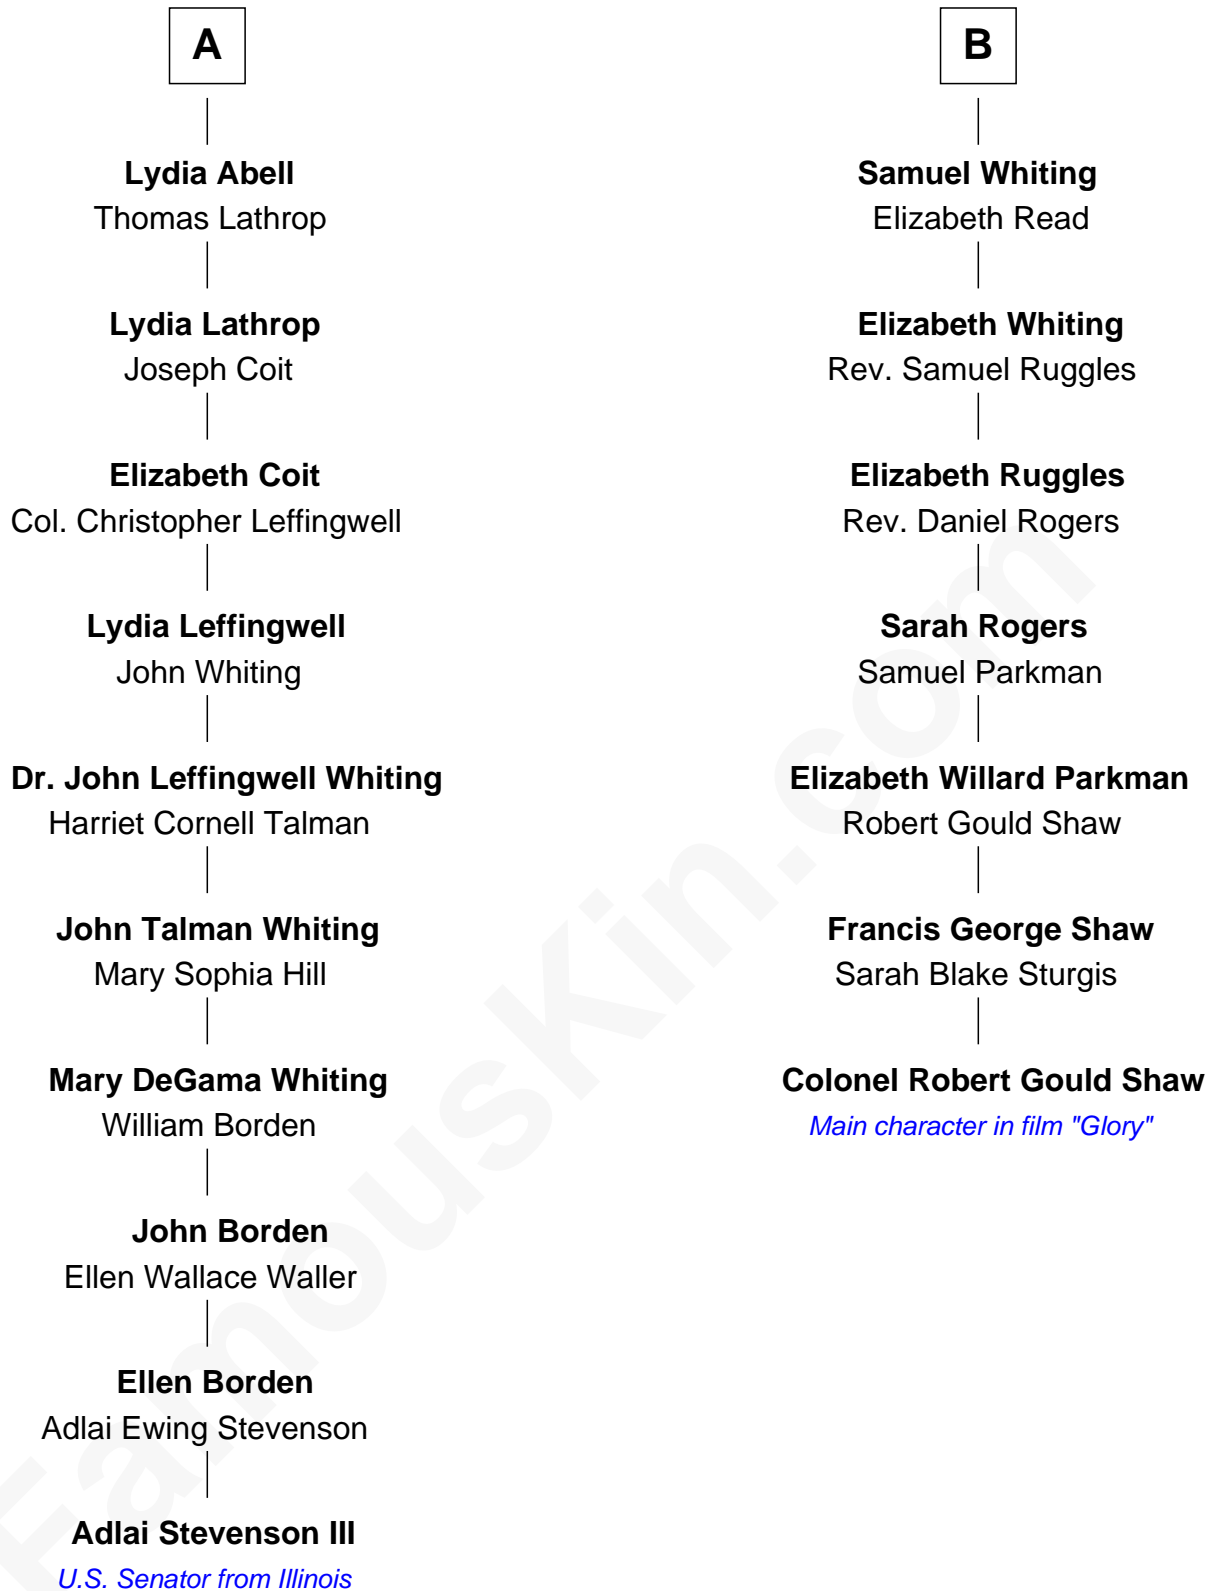 A
Lydia Abell
Thomas Lathrop
Lydia Lathrop
Joseph Coit
Elizabeth Coit
Col. Christopher Leffingwell
Lydia Leffingwell
John Whiting
Dr. John Leffingwell Whiting
Harriet Cornell Talman
John Talman Whiting
Mary Sophia Hill
Mary DeGama Whiting
William Borden
John Borden
Ellen Wallace Waller
Ellen Borden
Adlai Ewing Stevenson
Adlai Stevenson III
U.S. Senator from Illinois
B
Samuel Whiting
Elizabeth Read
Elizabeth Whiting
Rev. Samuel Ruggles
Elizabeth Ruggles
Rev. Daniel Rogers
Sarah Rogers
Samuel Parkman
Elizabeth Willard Parkman
Robert Gould Shaw
Francis George Shaw
Sarah Blake Sturgis
Colonel Robert Gould Shaw
Main character in film "Glory"
FamousKin.com